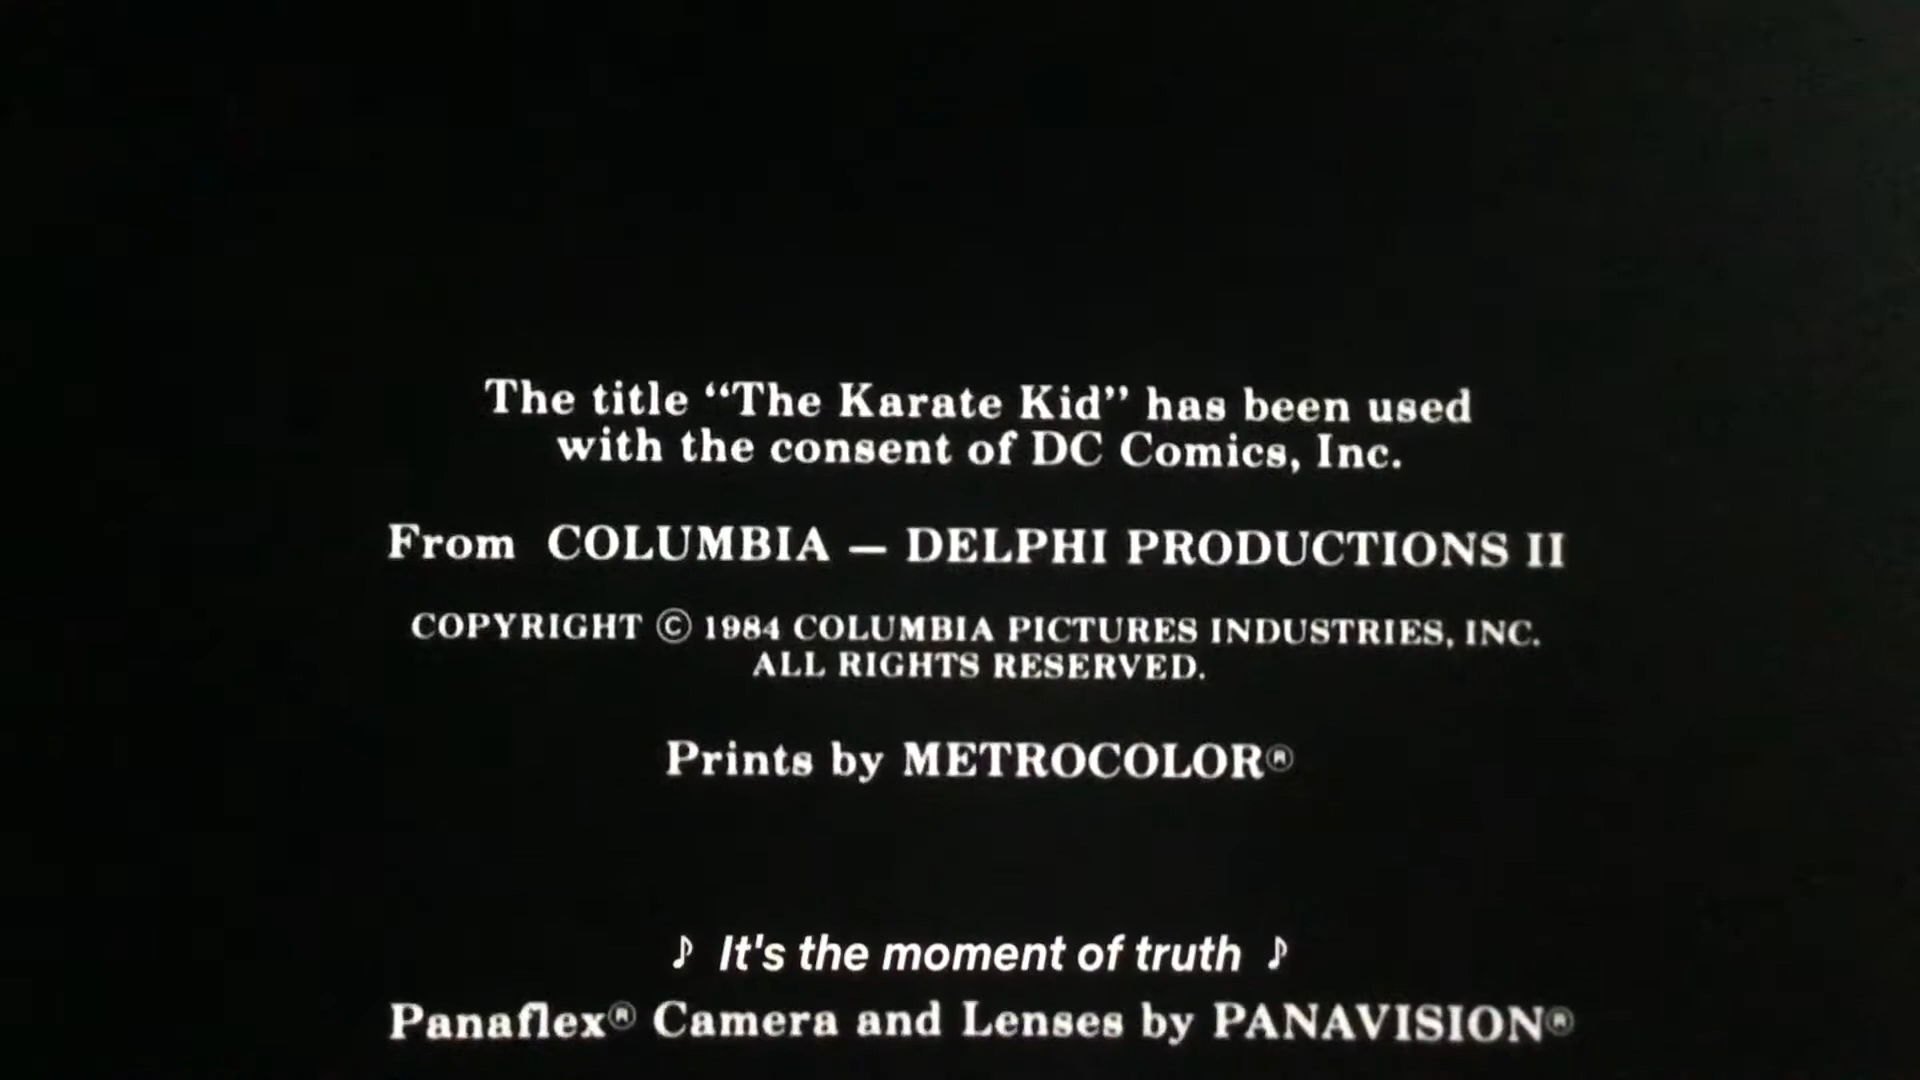 The title “The Karate Kid” has been used
with the consent of DC Comics, Inc.
From COLUMBIA — DELPHI PRODUCTIONS II
COPYRIGHT © 1984 COLUMBIA PICTURES INDUSTRIES, INC.
ALL RIGHTS RESERVED.
Prints by METROCOLOR®
♪ It's the moment of truth ♪
Panaflex® Camera and Lenses by PANAVISION®